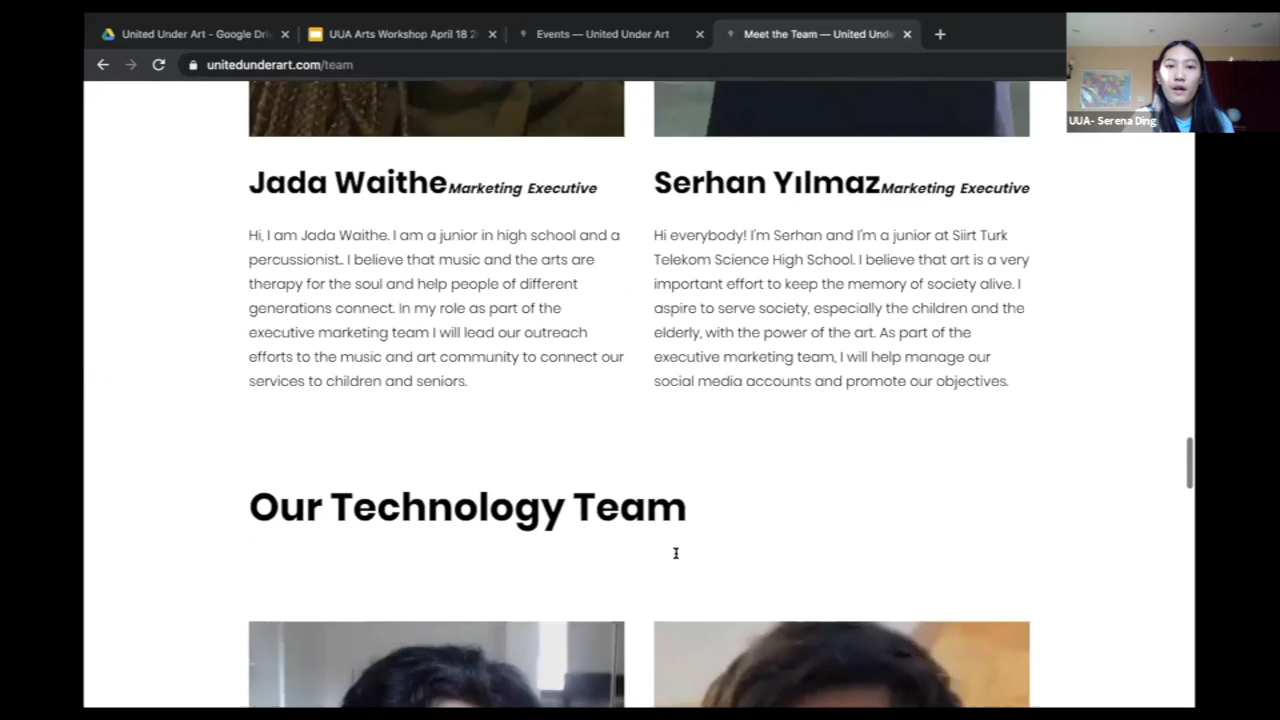 United Under Art - Google Dri
UUA Arts Workshop April 18 2
Events — United Under Art
Meet the Team — United Unde
unitedunderart.com/team
UUA- Serena Ding
Jada Waithe Marketing Executive
Hi, I am Jada Waithe. I am a junior in high school and a
percussionist.. I believe that music and the arts are
therapy for the soul and help people of different
generations connect. In my role as part of the
executive marketing team I will lead our outreach
efforts to the music and art community to connect our
services to children and seniors.
Serhan Yılmaz Marketing Executive
Hi everybody! I'm Serhan and I'm a junior at Siirt Turk
Telekom Science High School. I believe that art is a very
important effort to keep the memory of society alive. I
aspire to serve society, especially the children and the
elderly, with the power of the art. As part of the
executive marketing team, I will help manage our
social media accounts and promote our objectives.
Our Technology Team